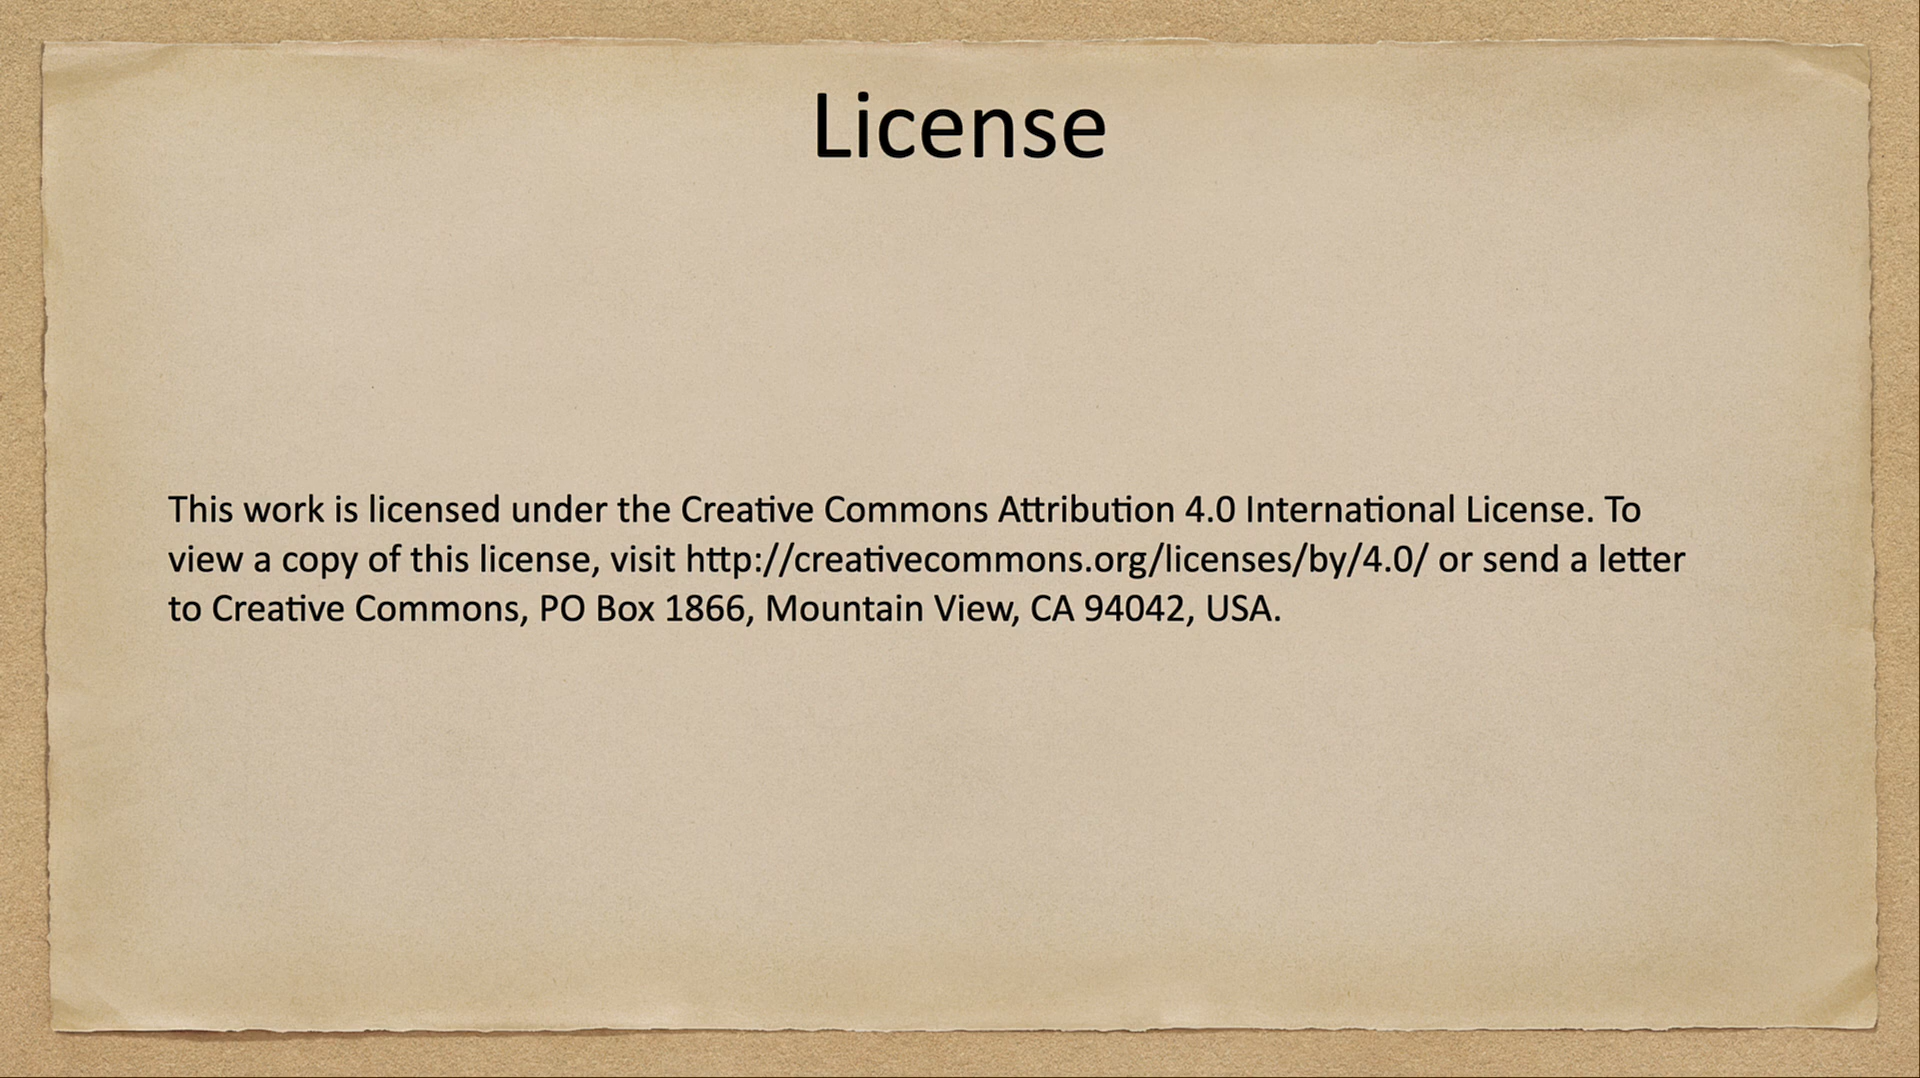 License
This work is licensed under the Creative Commons Attribution 4.0 International License. To
view a copy of this license, visit http://creativecommons.org/licenses/by/4.0/ or send a letter
to Creative Commons, PO Box 1866, Mountain View, CA 94042, USA.